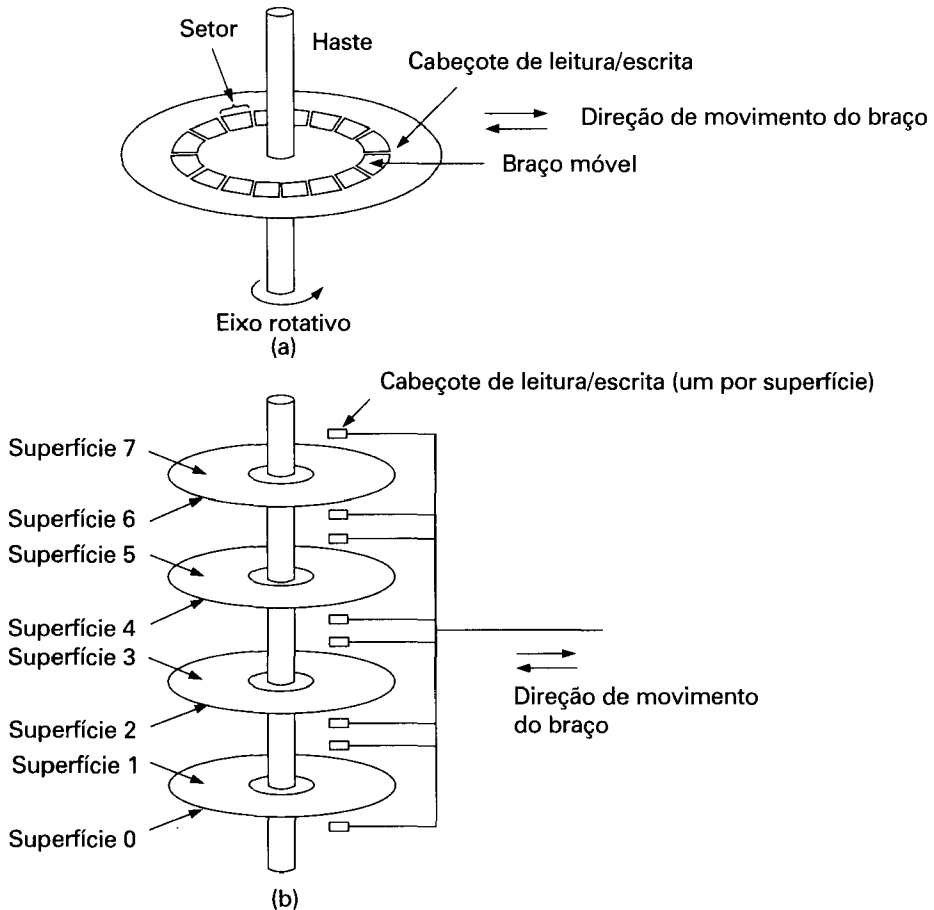 Setor
Haste
Cabeçote de leitura/escrita
Direção de movimento do braço
Braço móvel
Eixo rotativo
(a)
Cabeçote de leitura/escrita (um por superfície)
Superfície 7
Superfície 6
Superfície 5
Superfície 4
Superfície 3
Superfície 2
Superfície 1
Superfície 0
Direção de movimento
do braço
(b)